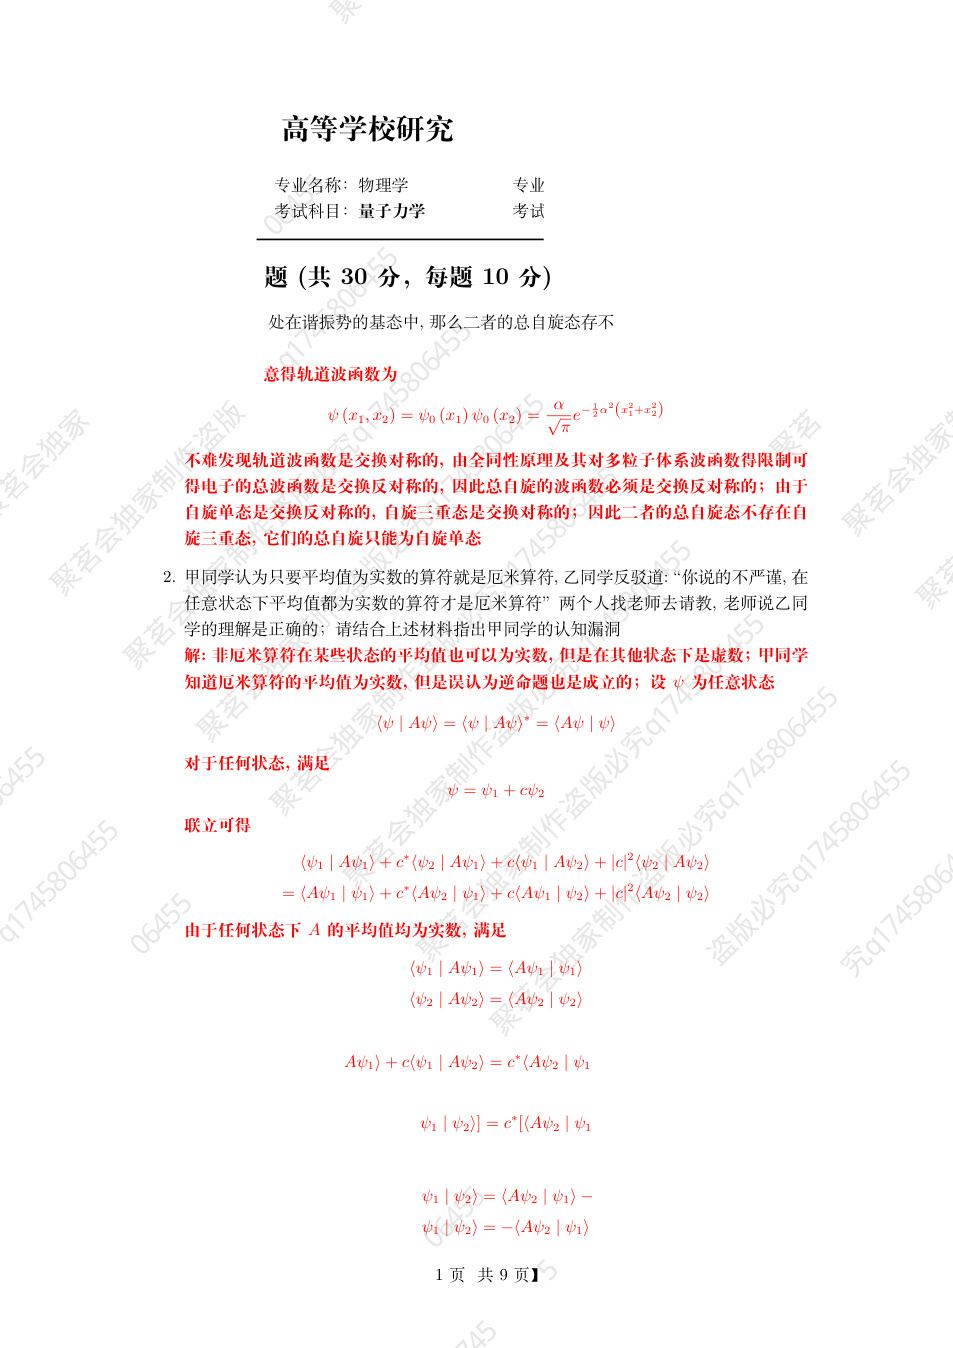 高等学校研究
专业名称：物理学 专业
考试科目：量子力学 考试
题 (共 30 分，每题 10 分)
处在谐振势的基态中, 那么二者的总自旋态存不
意得轨道波函数为
ψ (x₁, x₂) = ψ₀ (x₁) ψ₀ (x₂) = α/√π e^{−½α²(x₁²+x₂²)}
不难发现轨道波函数是交换对称的, 由全同性原理及其对多粒子体系波函数得限制可
得电子的总波函数是交换反对称的, 因此总自旋的波函数必须是交换反对称的；由于
自旋单态是交换反对称的, 自旋三重态是交换对称的；因此二者的总自旋态不存在自
旋三重态, 它们的总自旋只能为自旋单态
2. 甲同学认为只要平均值为实数的算符就是厄米算符, 乙同学反驳道: “你说的不严谨, 在
任意状态下平均值都为实数的算符才是厄米算符” 两个人找老师去请教, 老师说乙同
学的理解是正确的；请结合上述材料指出甲同学的认知漏洞
解: 非厄米算符在某些状态的平均值也可以为实数, 但是在其他状态下是虚数；甲同学
知道厄米算符的平均值为实数, 但是误认为逆命题也是成立的；设 ψ 为任意状态
⟨ψ | Aψ⟩ = ⟨ψ | Aψ⟩* = ⟨Aψ | ψ⟩
对于任何状态, 满足
ψ = ψ₁ + cψ₂
联立可得
⟨ψ₁ | Aψ₁⟩ + c*⟨ψ₂ | Aψ₁⟩ + c⟨ψ₁ | Aψ₂⟩ + |c|²⟨ψ₂ | Aψ₂⟩
= ⟨Aψ₁ | ψ₁⟩ + c*⟨Aψ₂ | ψ₁⟩ + c⟨Aψ₁ | ψ₂⟩ + |c|²⟨Aψ₂ | ψ₂⟩
由于任何状态下 A 的平均值均为实数, 满足
⟨ψ₁ | Aψ₁⟩ = ⟨Aψ₁ | ψ₁⟩
⟨ψ₂ | Aψ₂⟩ = ⟨Aψ₂ | ψ₂⟩
Aψ₁⟩ + c⟨ψ₁ | Aψ₂⟩ = c*⟨Aψ₂ | ψ₁
ψ₁ | ψ₂⟩] = c*[⟨Aψ₂ | ψ₁
ψ₁ | ψ₂⟩ = ⟨Aψ₂ | ψ₁⟩ −
ψ₁ | ψ₂⟩ = −⟨Aψ₂ | ψ₁⟩
1 页 共 9 页】
聚茗会独家制作盗版必究q1745806455